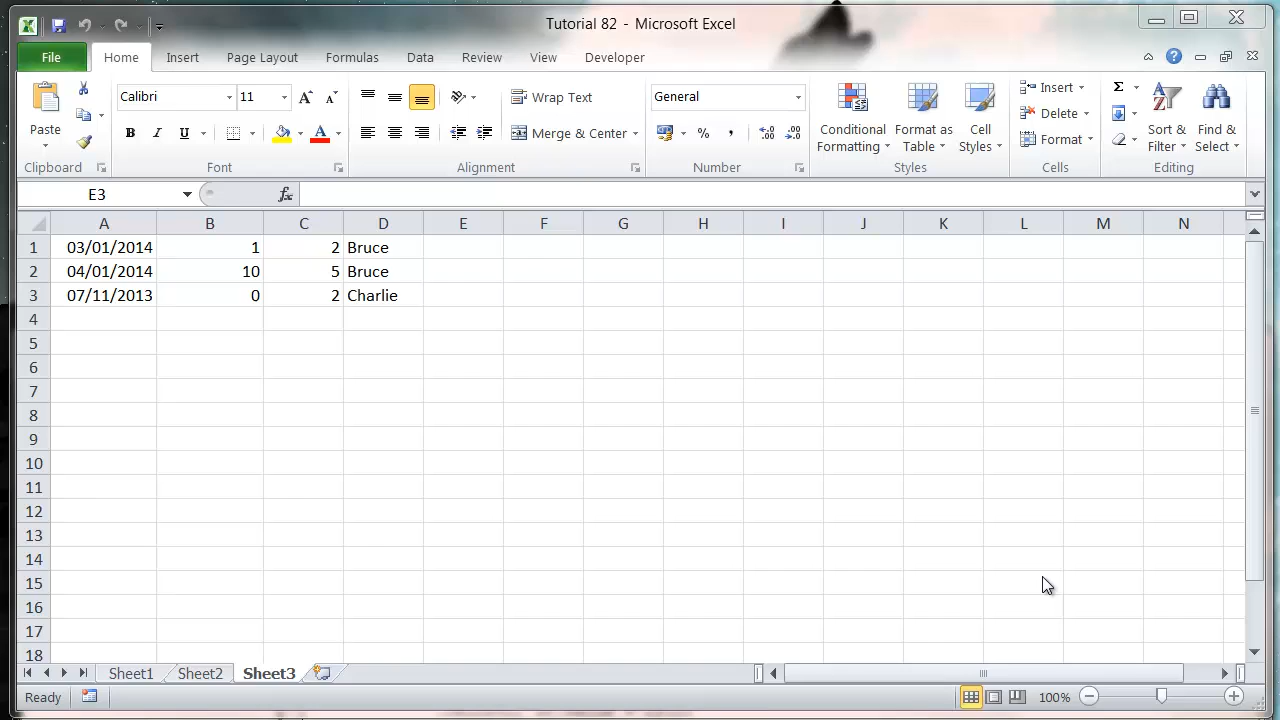 Tutorial 82 - Microsoft Excel
File Home Insert Page Layout Formulas Data Review View Developer
Paste
Clipboard
Calibri 11 A A
B I U A
Font
Wrap Text
Merge & Center
Alignment
General
% ,
Number
Conditional Formatting
Format as Table
Cell Styles
Styles
Insert
Delete
Format
Cells
Σ
Sort & Filter
Find & Select
Editing
E3 fx
A B C D E F G H I J K L M N
1 03/01/2014 1 2 Bruce
2 04/01/2014 10 5 Bruce
3 07/11/2013 0 2 Charlie
4
5
6
7
8
9
10
11
12
13
14
15
16
17
18
Sheet1 Sheet2 Sheet3
Ready 100%